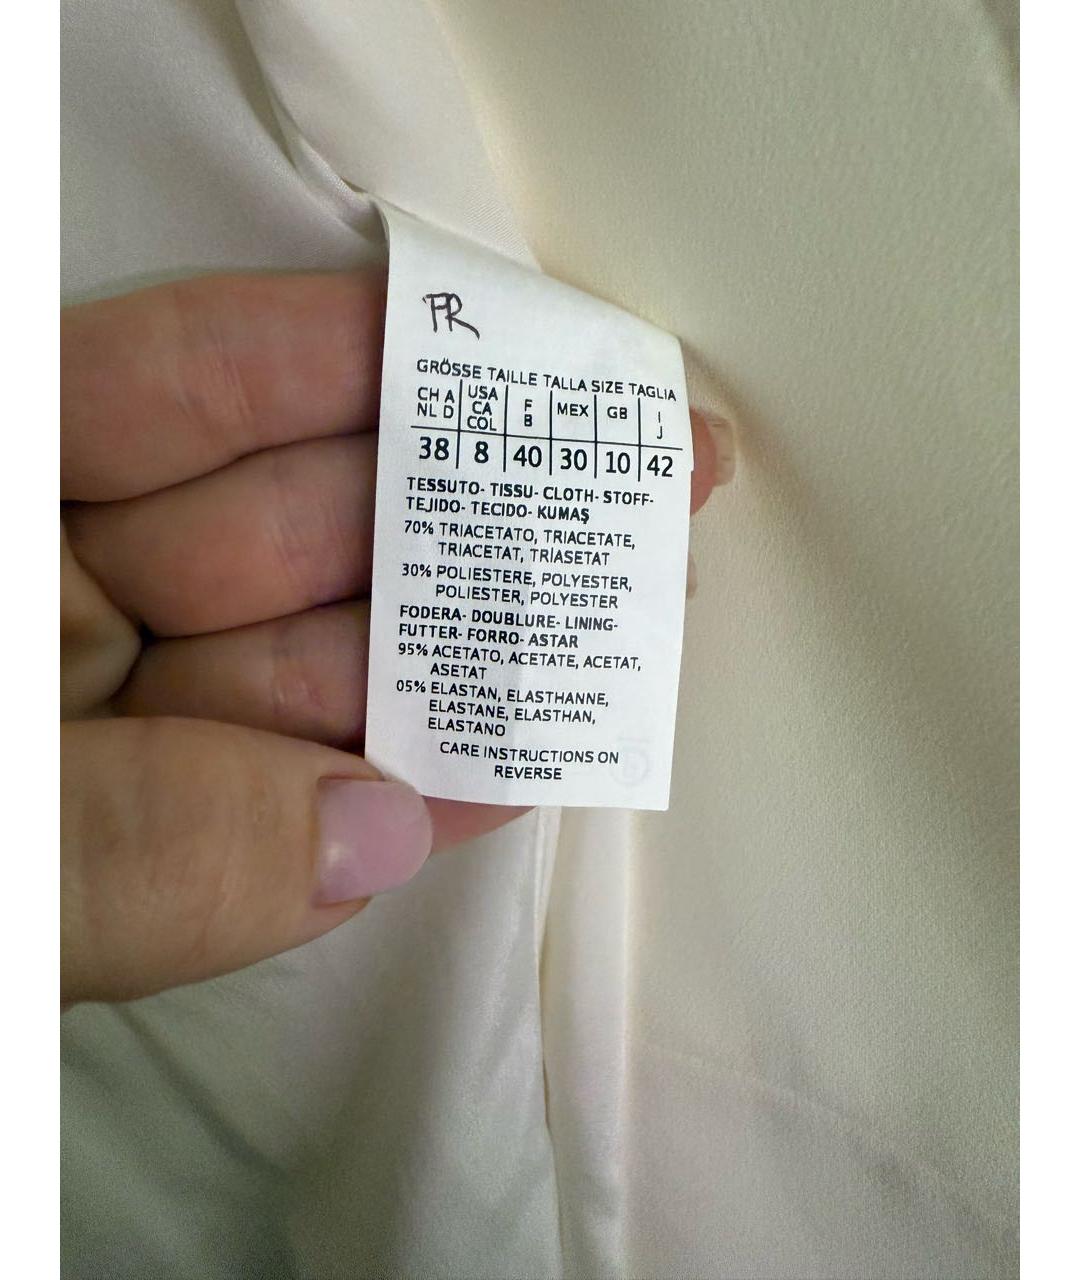 FR
GRÖSSE TAILLE TALLA SIZE TAGLIA
CH A NL D | USA CA COL | F B | MEX | GB | I J
38 | 8 | 40 | 30 | 10 | 42
TESSUTO- TISSU- CLOTH- STOFF-
TEJIDO- TECIDO- KUMAŞ
70% TRIACETATO, TRIACETATE,
TRIACETAT, TRİASETAT
30% POLIESTERE, POLYESTER,
POLIESTER, POLYESTER
FODERA- DOUBLURE- LINING-
FUTTER- FORRO- ASTAR
95% ACETATO, ACETATE, ACETAT,
ASETAT
05% ELASTAN, ELASTHANNE,
ELASTANE, ELASTHAN,
ELASTANO
CARE INSTRUCTIONS ON
REVERSE